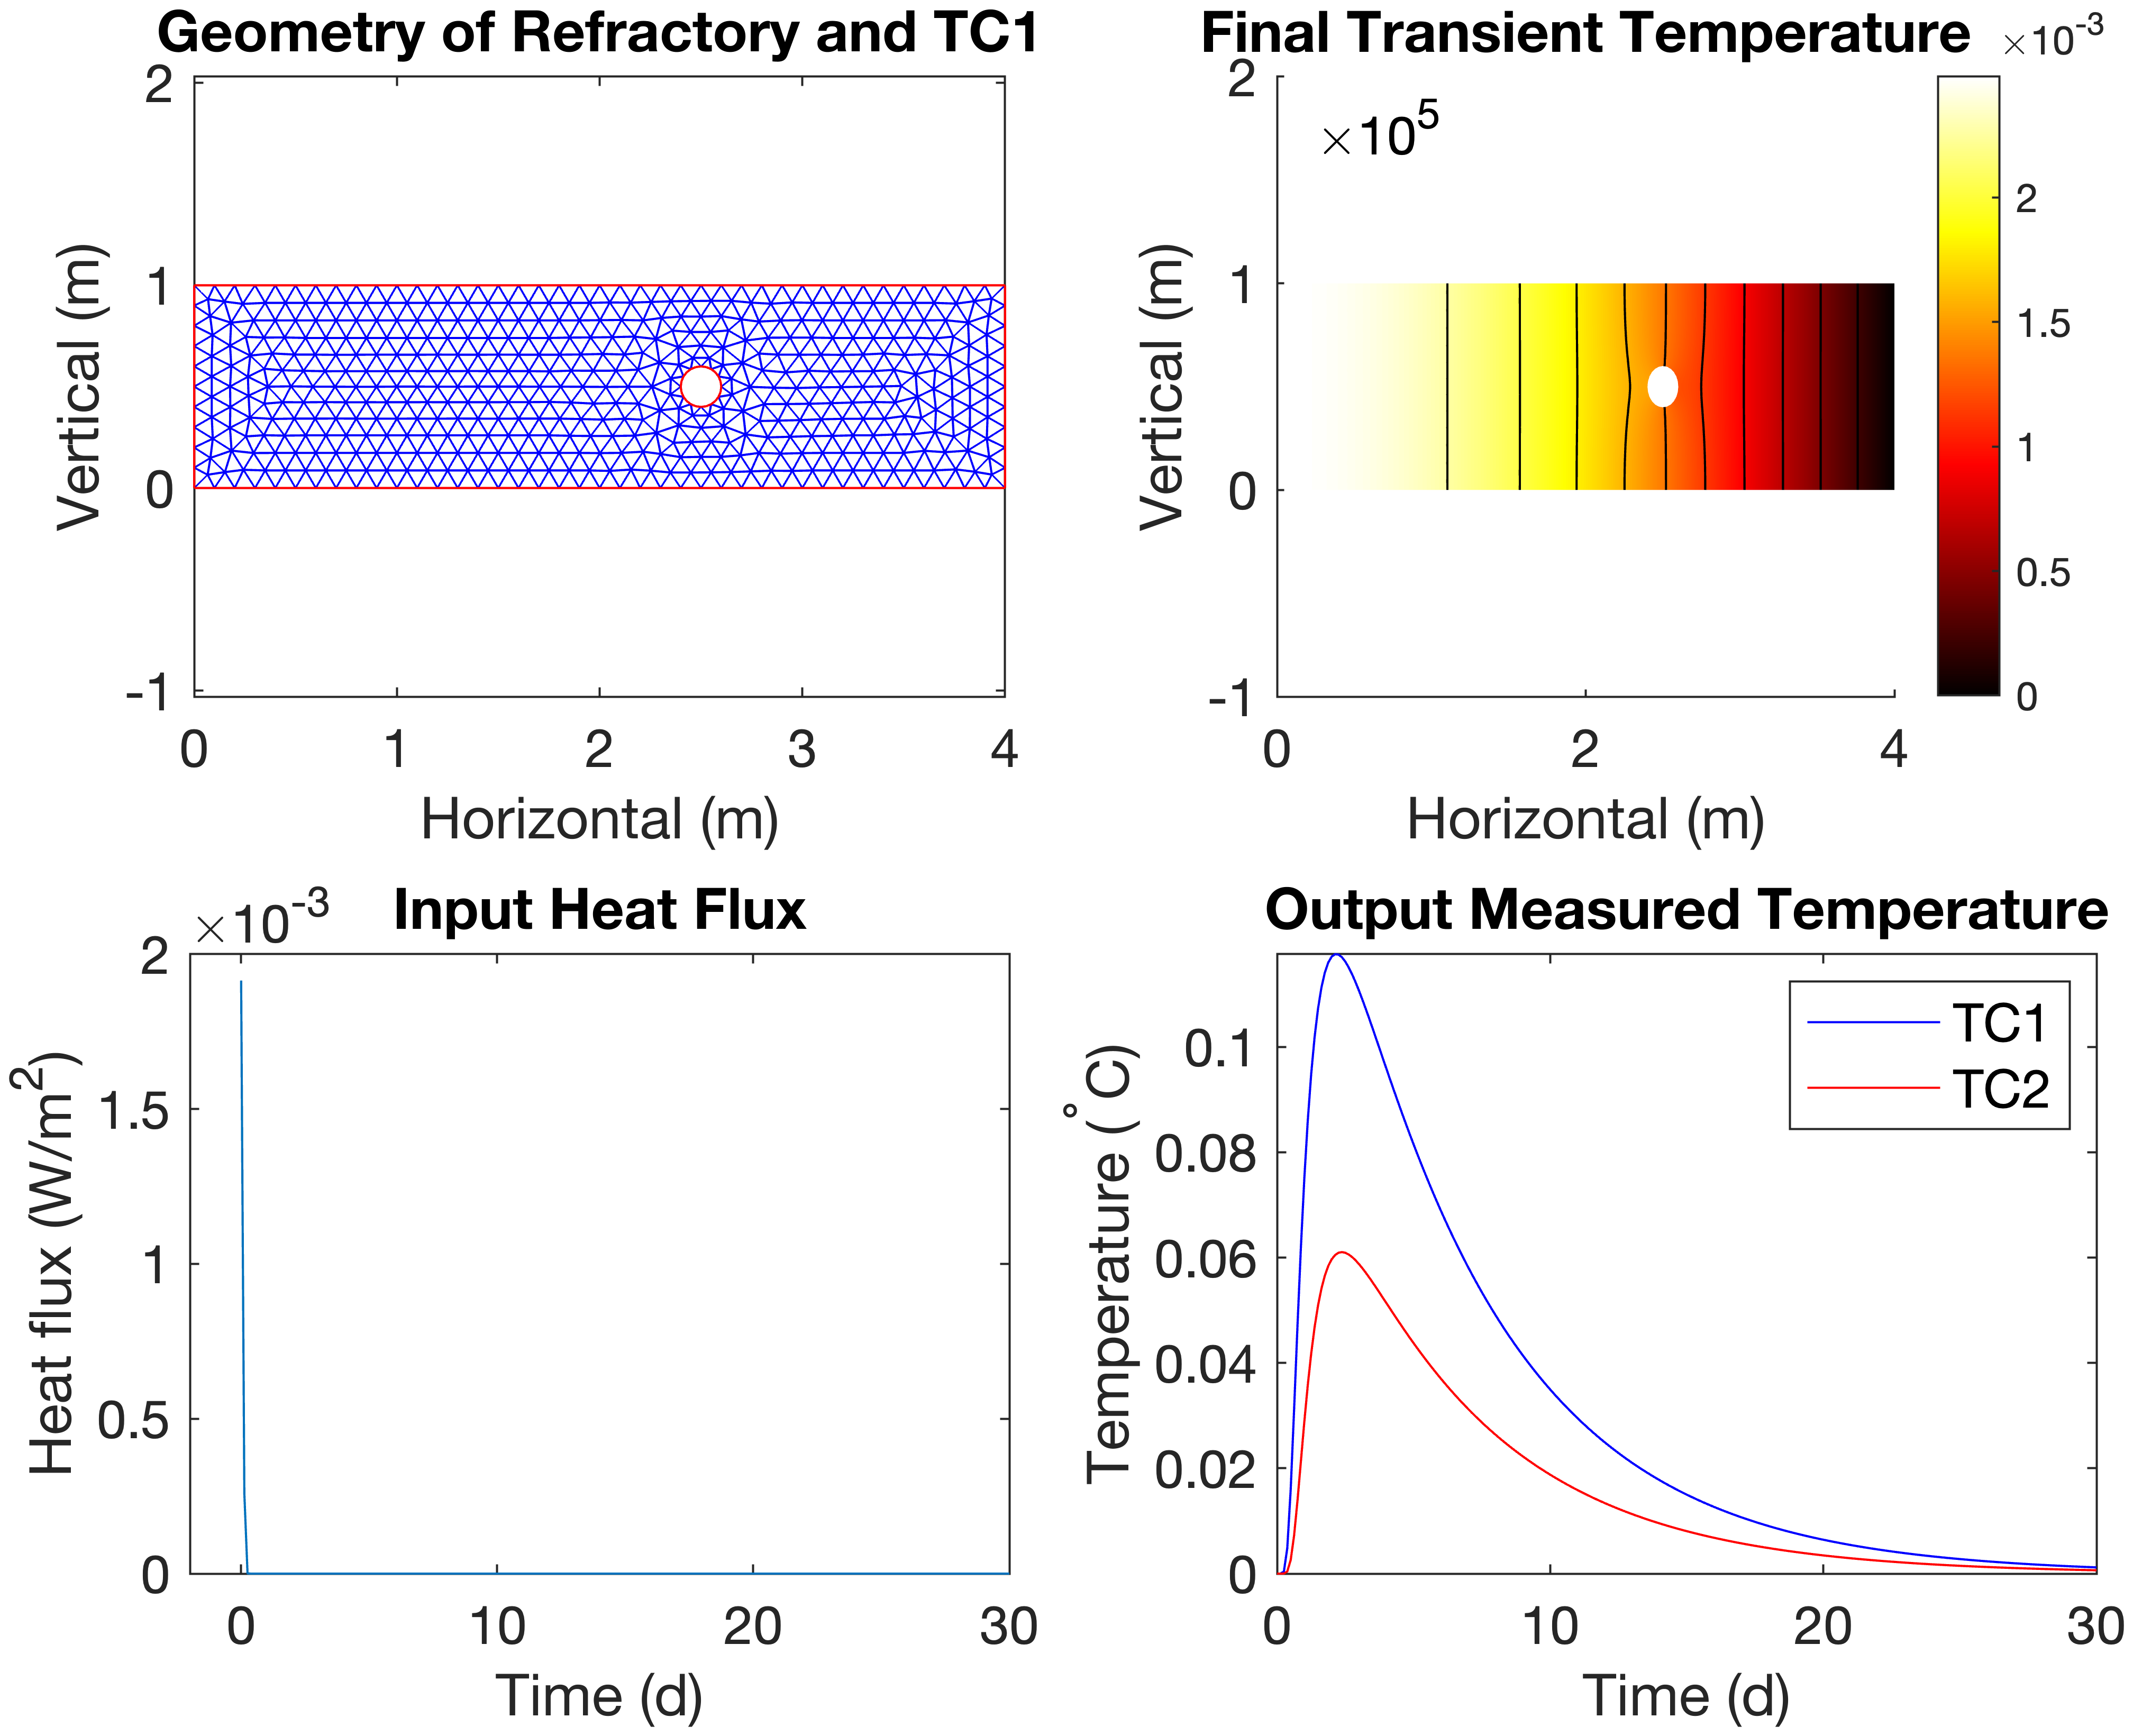 Geometry of Refractory and TC1
2
1
0
-1
Vertical (m)
0 1 2 3 4
Horizontal (m)
Final Transient Temperature
×10⁻³
×10⁵
2
1
0
-1
Vertical (m)
0 2 4
Horizontal (m)
2
1.5
1
0.5
0
Input Heat Flux
×10⁻³
2
1.5
1
0.5
0
Heat flux (W/m²)
0 10 20 30
Time (d)
Output Measured Temperature
TC1
TC2
0.1
0.08
0.06
0.04
0.02
0
Temperature (° C)
0 10 20 30
Time (d)